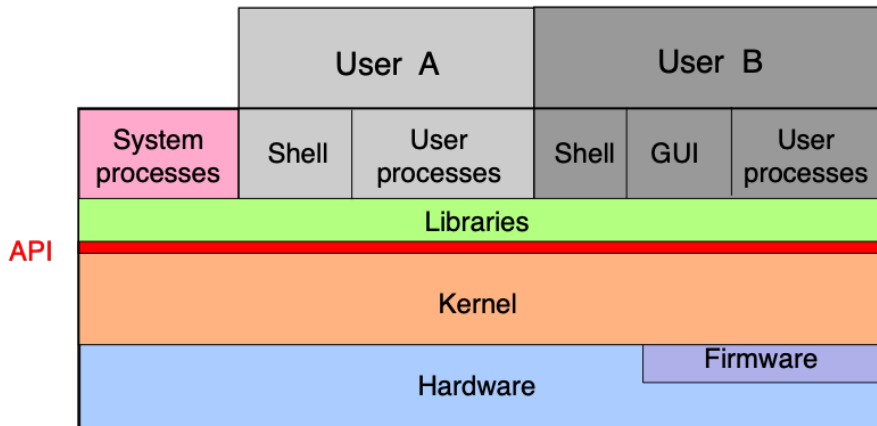 User A
User B
System
processes
Shell
User
processes
Shell
GUI
User
processes
Libraries
API
Kernel
Firmware
Hardware